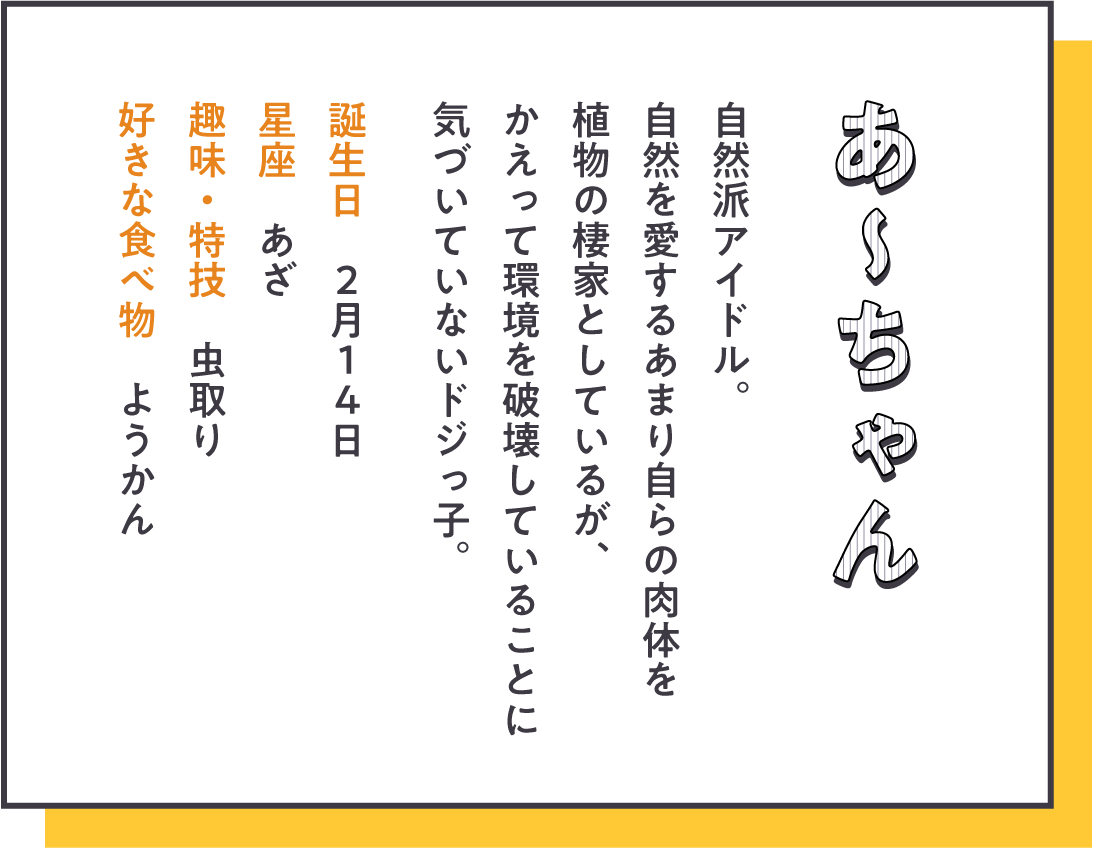 あ～ちゃん
自然派アイドル。
自然を愛するあまり自らの肉体を
植物の棲家としているが、
かえって環境を破壊していることに
気づいていないドジっ子。
誕生日　２月１４日
星座　あざ
趣味・特技　虫取り
好きな食べ物　ようかん